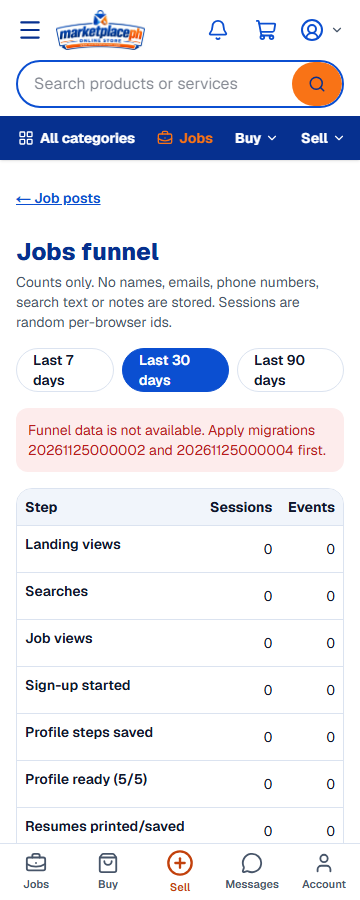 marketplaceph
ONLINE STORE
Search products or services
All categories
Jobs
Buy
Sell
← Job posts
Jobs funnel
Counts only. No names, emails, phone numbers,
search text or notes are stored. Sessions are
random per-browser ids.
Last 7
days
Last 30
days
Last 90
days
Funnel data is not available. Apply migrations
20261125000002 and 20261125000004 first.
Step Sessions Events
Landing views 0 0
Searches 0 0
Job views 0 0
Sign-up started 0 0
Profile steps saved 0 0
Profile ready (5/5) 0 0
Resumes printed/saved 0 0
Jobs
Buy
Sell
Messages
Account